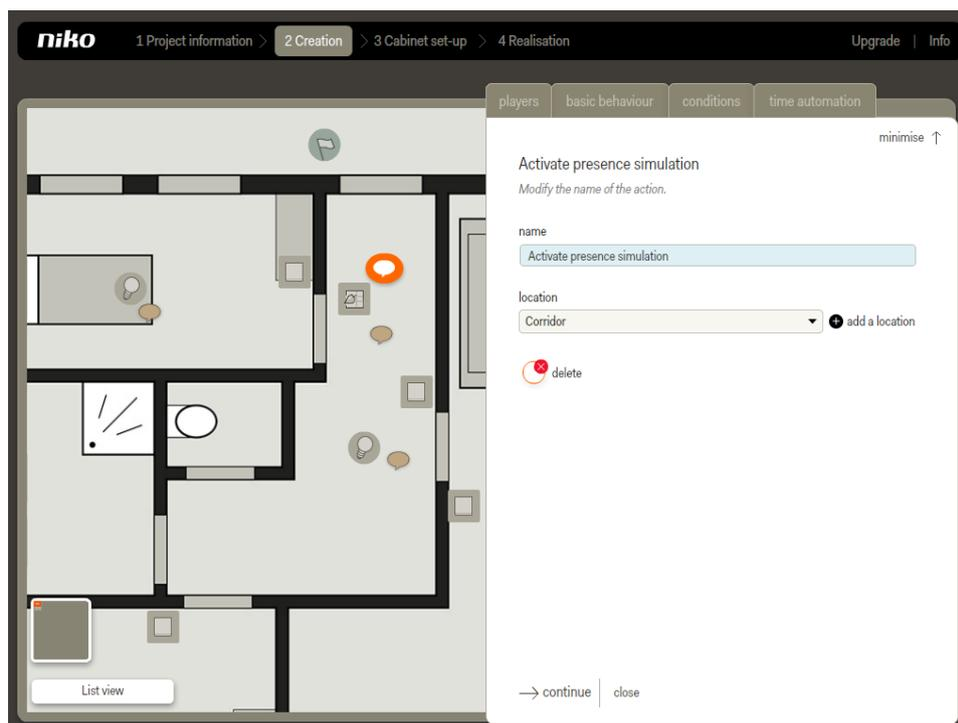 niko 1 Project information 2 Creation 3 Cabinet set-up 4 Realisation Upgrade | Info
players basic behaviour conditions time automation
minimise
Activate presence simulation
Modify the name of the action.
name
Activate presence simulation
location
Corridor add a location
delete
List view
continue close